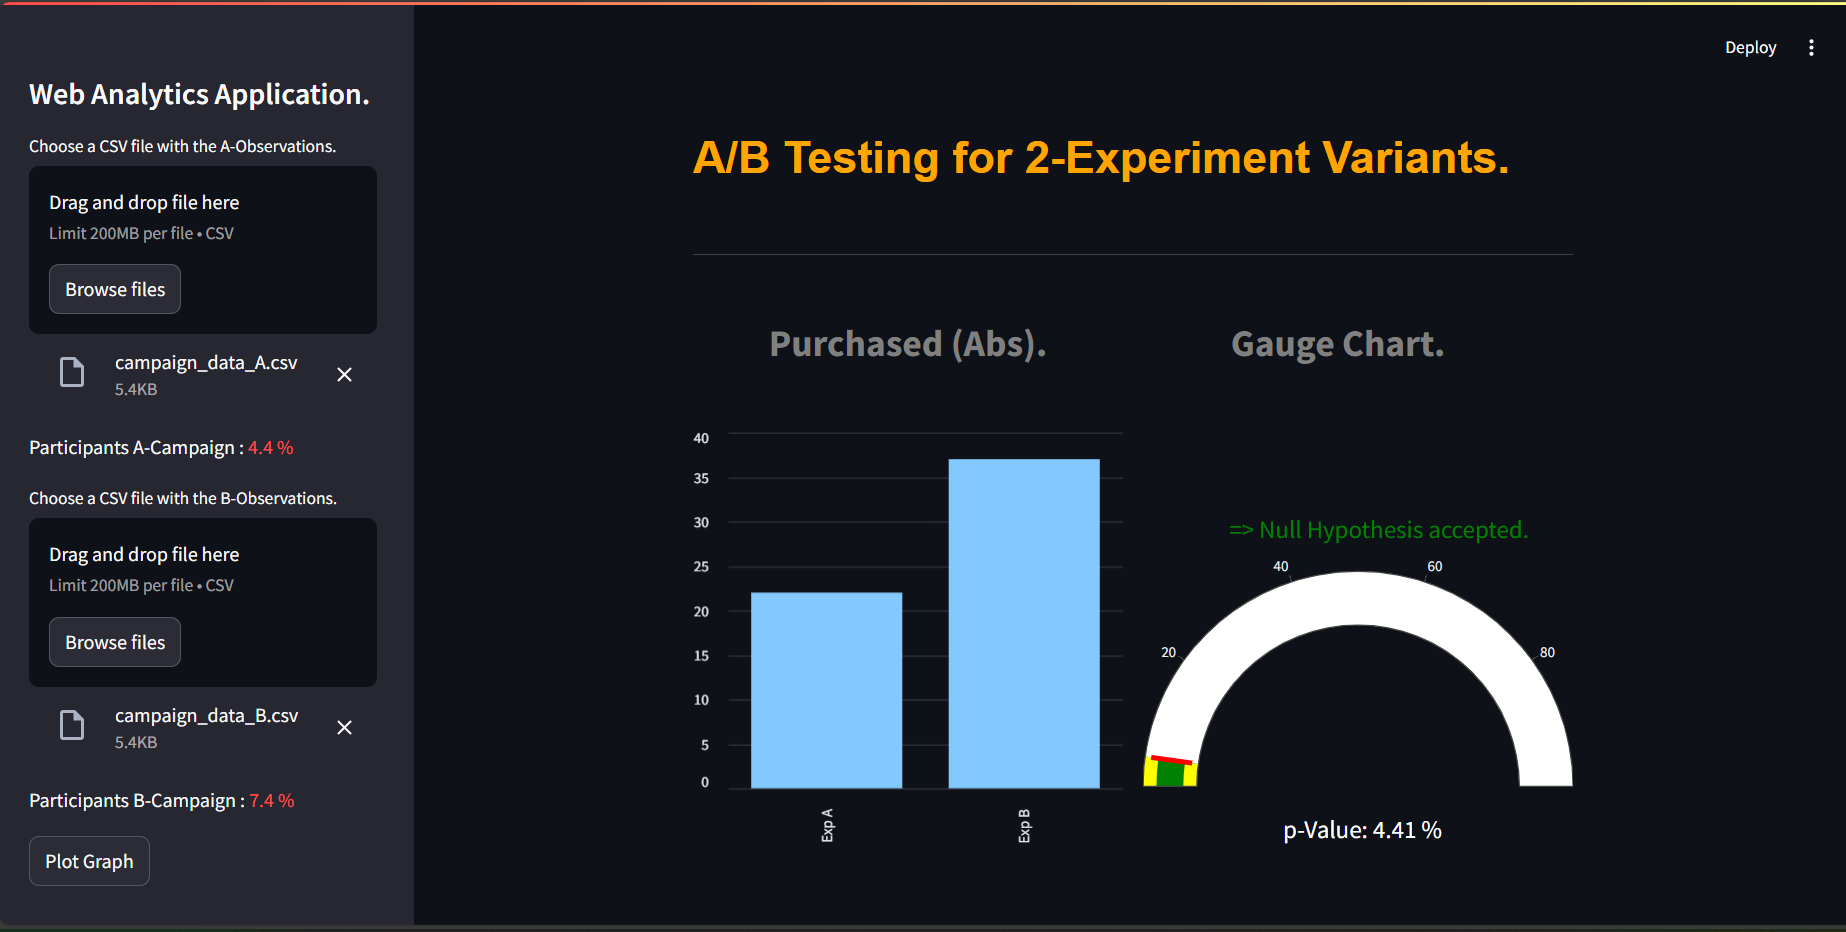 Deploy
Web Analytics Application.
Choose a CSV file with the A-Observations.
Drag and drop file here
Limit 200MB per file • CSV
Browse files
campaign_data_A.csv
5.4KB
Participants A-Campaign : 4.4 %
Choose a CSV file with the B-Observations.
Drag and drop file here
Limit 200MB per file • CSV
Browse files
campaign_data_B.csv
5.4KB
Participants B-Campaign : 7.4 %
Plot Graph
A/B Testing for 2-Experiment Variants.
Purchased (Abs).
40
35
30
25
20
15
10
5
0
Exp A
Exp B
Gauge Chart.
=> Null Hypothesis accepted.
40
60
20
80
p-Value: 4.41 %